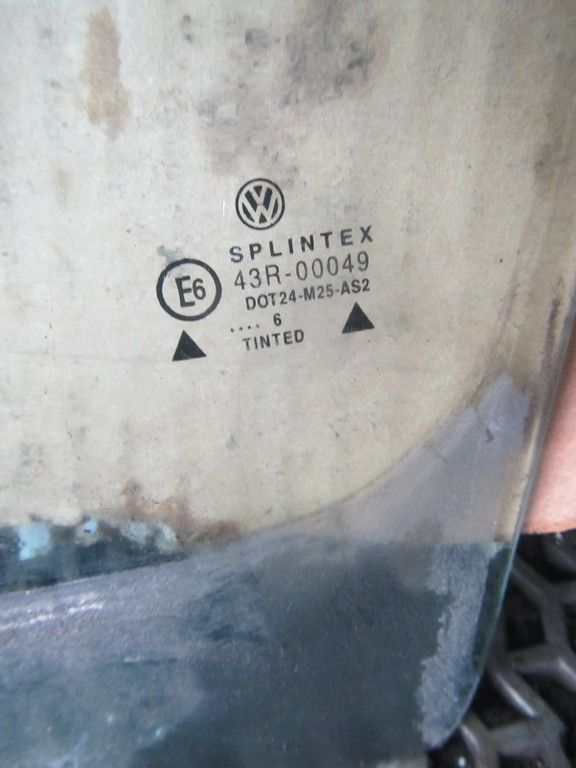 SPLINTEX
E6
43R-00049
DOT24-M25-AS2
.... 6
TINTED